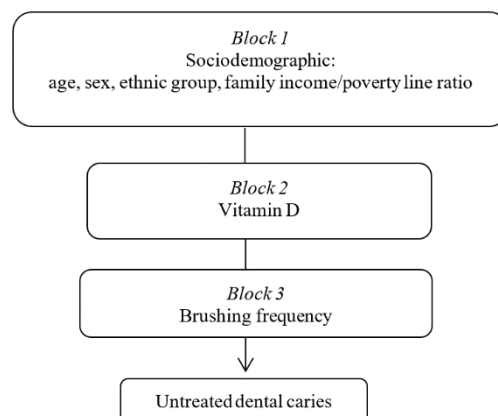 Block 1
Sociodemographic:
age, sex, ethnic group, family income/poverty line ratio
Block 2
Vitamin D
Block 3
Brushing frequency
Untreated dental caries